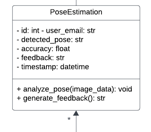 PoseEstimation
- id: int - user_email: str
- detected_pose: str
- accuracy: float
- feedback: str
- timestamp: datetime
+ analyze_pose(image_data): void
+ generate_feedback(): str